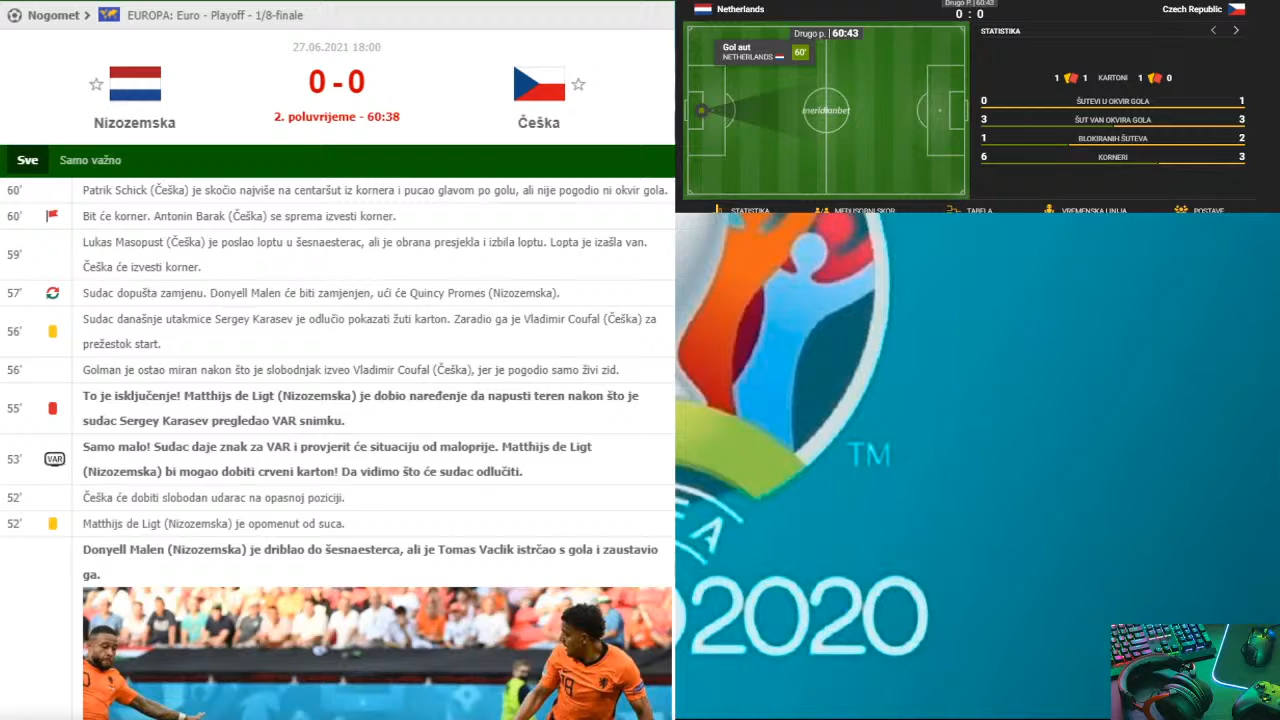 Nogomet > EUROPA: Euro - Playoff - 1/8-finale
27.06.2021 18:00
0 - 0
Nizozemska
2. poluvrijeme - 60:38
Češka
Sve
Samo važno
60' Patrik Schick (Češka) je skočio najviše na centaršut iz kornera i pucao glavom po golu, ali nije pogodio ni okvir gola.
60' Bit će korner. Antonin Barak (Češka) se sprema izvesti korner.
59' Lukas Masopust (Češka) je poslao loptu u šesnaesterac, ali je obrana presjekla i izbila loptu. Lopta je izašla van.
Češka će izvesti korner.
57' Sudac dopušta zamjenu. Donyell Malen će biti zamjenjen, ući će Quincy Promes (Nizozemska).
56' Sudac današnje utakmice Sergey Karasev je odlučio pokazati žuti karton. Zaradio ga je Vladimir Coufal (Češka) za
prežestok start.
56' Golman je ostao miran nakon što je slobodnjak izveo Vladimir Coufal (Češka), jer je pogodio samo živi zid.
55' To je isključenje! Matthijs de Ligt (Nizozemska) je dobio naređenje da napusti teren nakon što je
sudac Sergey Karasev pregledao VAR snimku.
53' VAR Samo malo! Sudac daje znak za VAR i provjerit će situaciju od maloprije. Matthijs de Ligt
(Nizozemska) bi mogao dobiti crveni karton! Da vidimo što će sudac odlučiti.
52' Češka će dobiti slobodan udarac na opasnoj poziciji.
52' Matthijs de Ligt (Nizozemska) je opomenut od suca.
Donyell Malen (Nizozemska) je driblao do šesnaesterca, ali je Tomas Vaclik istrčao s gola i zaustavio
ga.
19
Netherlands
Drugo P. | 60:43
0 : 0
Czech Republic
Drugo p. | 60:43
Gol aut
NETHERLANDS
60'
meridianbet
STATISTIKA
1 1 KARTONI 1 0
0 ŠUTEVI U OKVIR GOLA 1
3 ŠUT VAN OKVIRA GOLA 3
1 BLOKIRANIH ŠUTEVA 2
6 KORNERI 3
STATISTIKA
MEĐUSOBNI SKOR
TABELA
VREMENSKA LINIJA
POSTAVE
TM
EA
2020